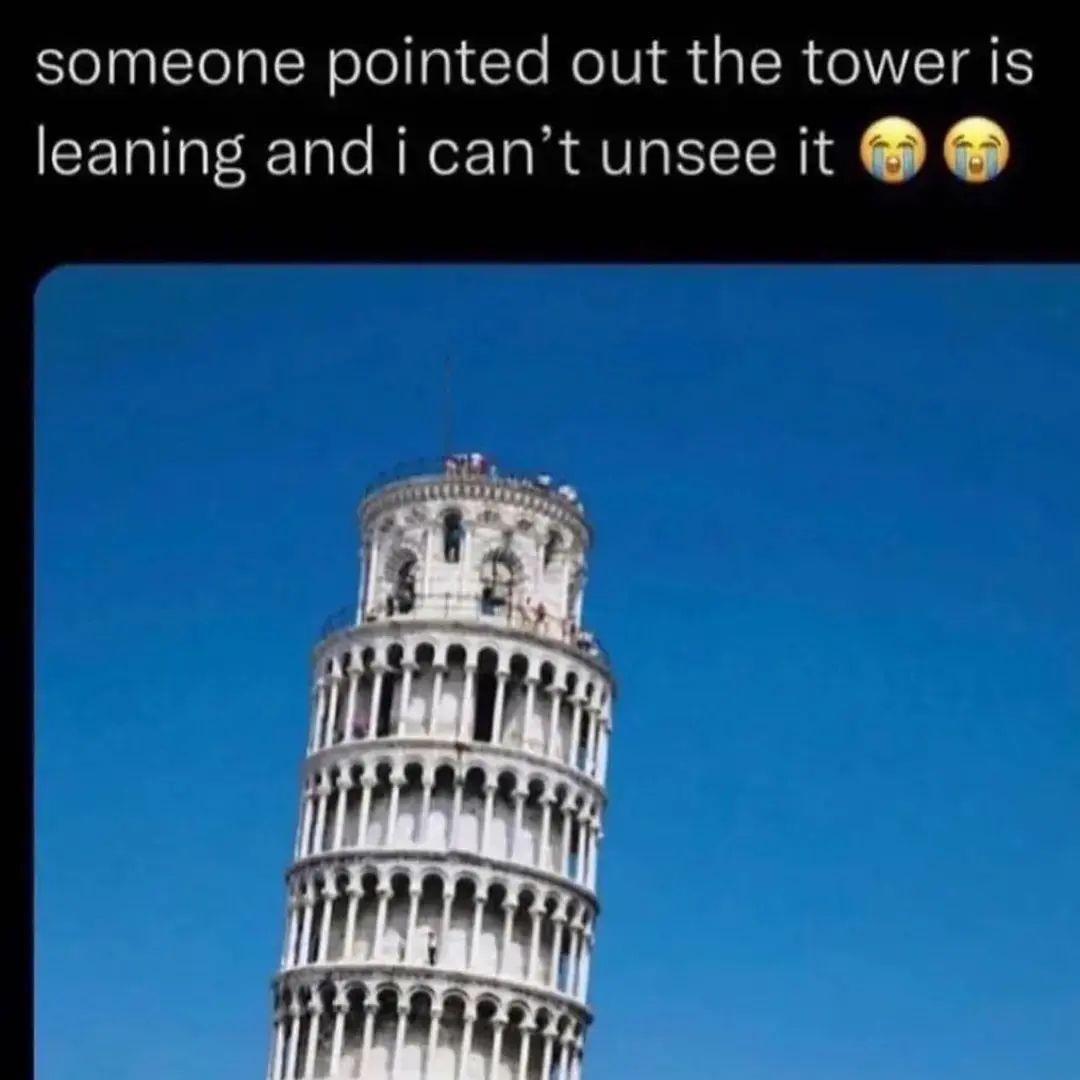 someone pointed out the tower is
leaning and i can’t unsee it 😭😭